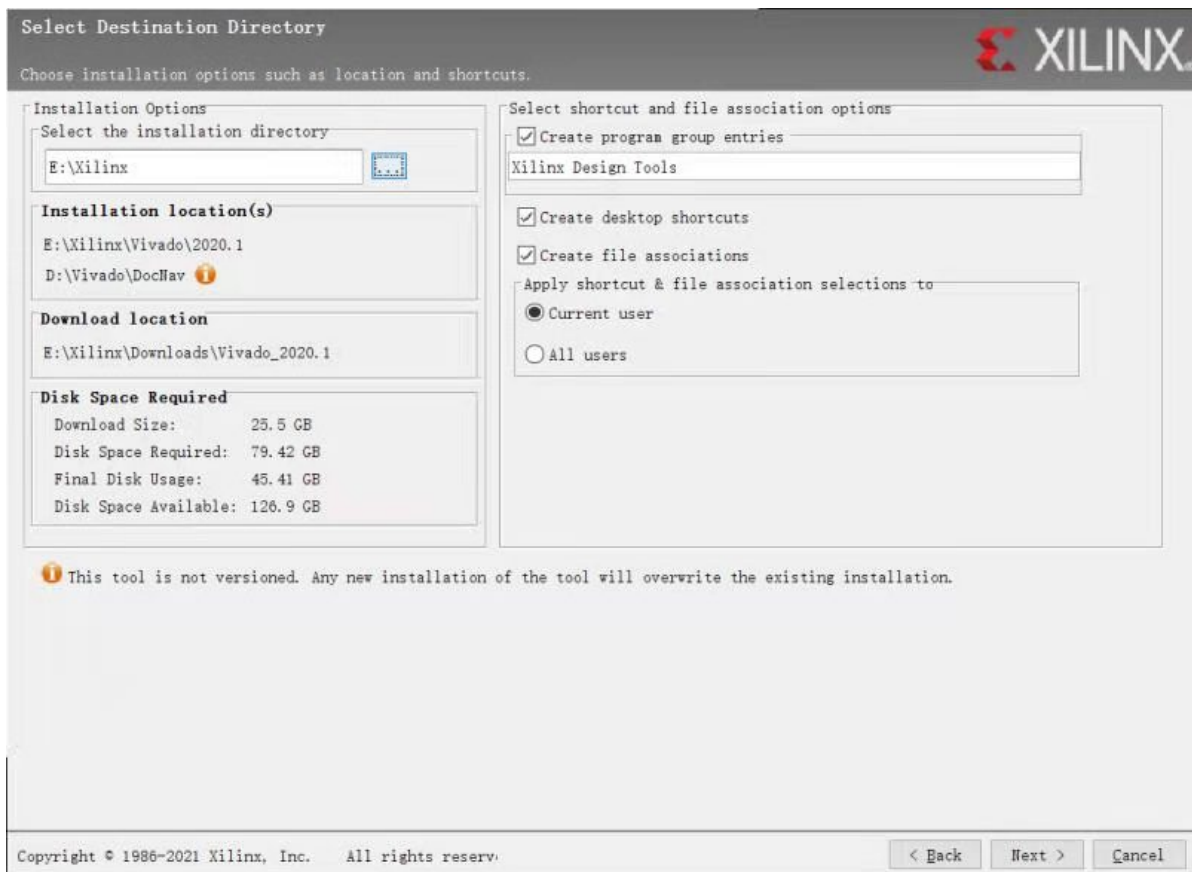 Select Destination Directory
XILINX
Choose installation options such as location and shortcuts.
Installation Options
Select the installation directory
E:\Xilinx
...
Installation location(s)
E:\Xilinx\Vivado\2020.1
D:\Vivado\DocNav
Download location
E:\Xilinx\Downloads\Vivado_2020.1
Disk Space Required
Download Size: 25.5 GB
Disk Space Required: 79.42 GB
Final Disk Usage: 45.41 GB
Disk Space Available: 126.9 GB
Select shortcut and file association options
Create program group entries
Xilinx Design Tools
Create desktop shortcuts
Create file associations
Apply shortcut & file association selections to
Current user
All users
This tool is not versioned. Any new installation of the tool will overwrite the existing installation.
Copyright © 1986-2021 Xilinx, Inc. All rights reserv
< Back
Next >
Cancel